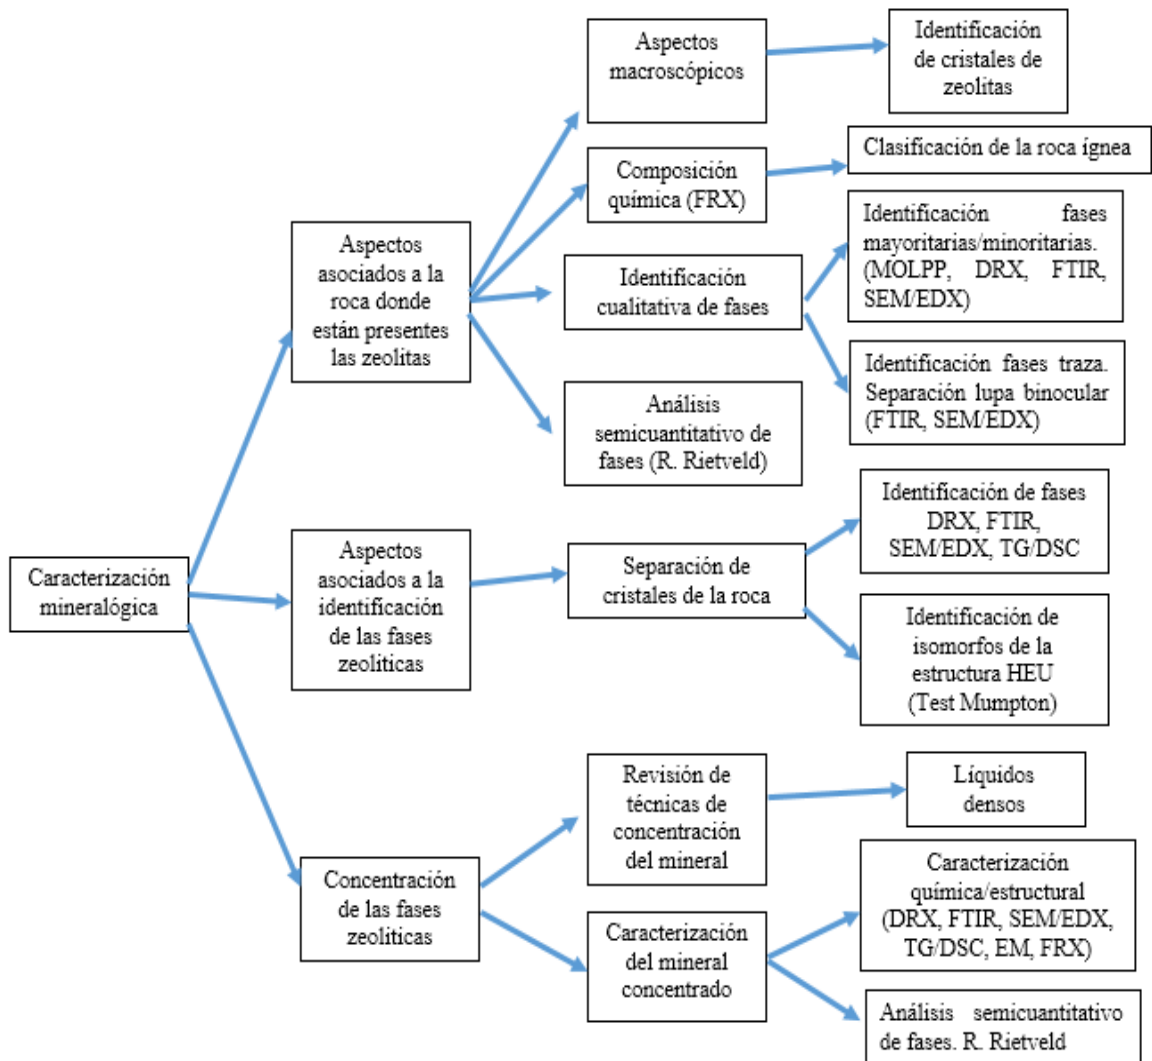 Aspectos
macroscópicos
Identificación
de cristales de
zeolitas
Composición
química (FRX)
Clasificación de la roca ígnea
Aspectos
asociados a la
roca donde
están presentes
las zeolitas
Identificación
cualitativa de fases
Identificación fases
mayoritarias/minoritarias.
(MOLPP, DRX, FTIR,
SEM/EDX)
Identificación fases traza.
Separación lupa binocular
(FTIR, SEM/EDX)
Análisis
semicuantitativo de
fases (R. Rietveld)
Caracterización
mineralógica
Aspectos
asociados a la
identificación
de las fases
zeolíticas
Separación de
cristales de la roca
Identificación de fases
DRX, FTIR,
SEM/EDX, TG/DSC
Identificación de
isomorfos de la
estructura HEU
(Test Mumpton)
Concentración
de las fases
zeolíticas
Revisión de
técnicas de
concentración
del mineral
Líquidos
densos
Caracterización
del mineral
concentrado
Caracterización
química/estructural
(DRX, FTIR, SEM/EDX,
TG/DSC, EM, FRX)
Análisis semicuantitativo
de fases. R. Rietveld